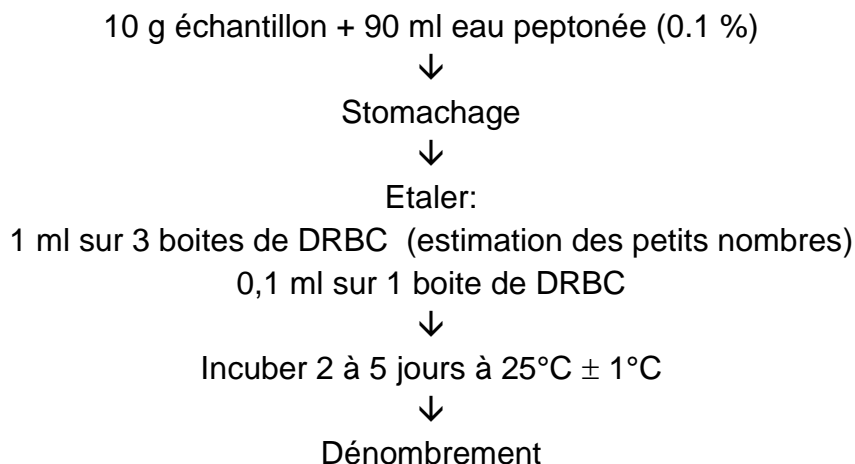 10 g échantillon + 90 ml eau peptonée (0.1 %)
↓
Stomachage
↓
Etaler:
1 ml sur 3 boites de DRBC (estimation des petits nombres)
0,1 ml sur 1 boite de DRBC
↓
Incuber 2 à 5 jours à 25°C ± 1°C
↓
Dénombrement